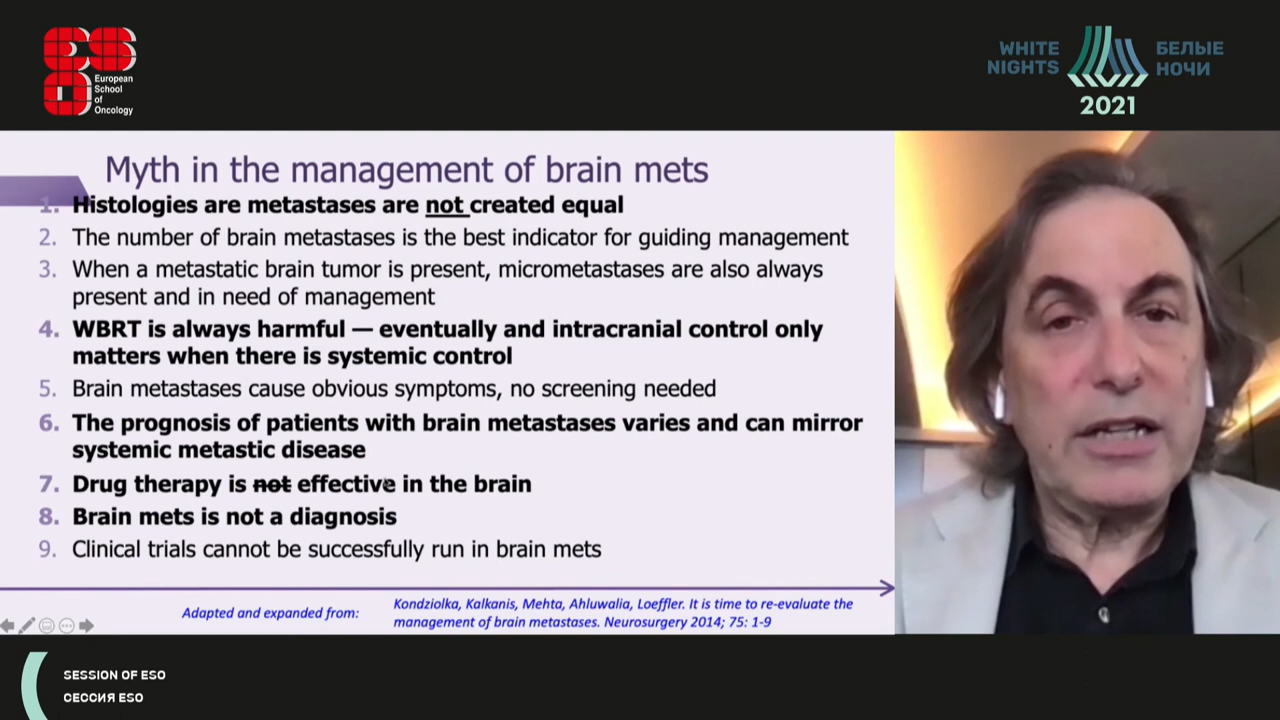 European
School
of
Oncology
WHITE
NIGHTS
БЕЛЫЕ
НОЧИ
2021
Myth in the management of brain mets
1. Histologies are metastases are not created equal
2. The number of brain metastases is the best indicator for guiding management
3. When a metastatic brain tumor is present, micrometastases are also always
present and in need of management
4. WBRT is always harmful — eventually and intracranial control only
matters when there is systemic control
5. Brain metastases cause obvious symptoms, no screening needed
6. The prognosis of patients with brain metastases varies and can mirror
systemic metastic disease
7. Drug therapy is not effective in the brain
8. Brain mets is not a diagnosis
9. Clinical trials cannot be successfully run in brain mets
Adapted and expanded from:
Kondziolka, Kalkanis, Mehta, Ahluwalia, Loeffler. It is time to re-evaluate the
management of brain metastases. Neurosurgery 2014; 75: 1-9
SESSION OF ESO
СЕССИЯ ESO